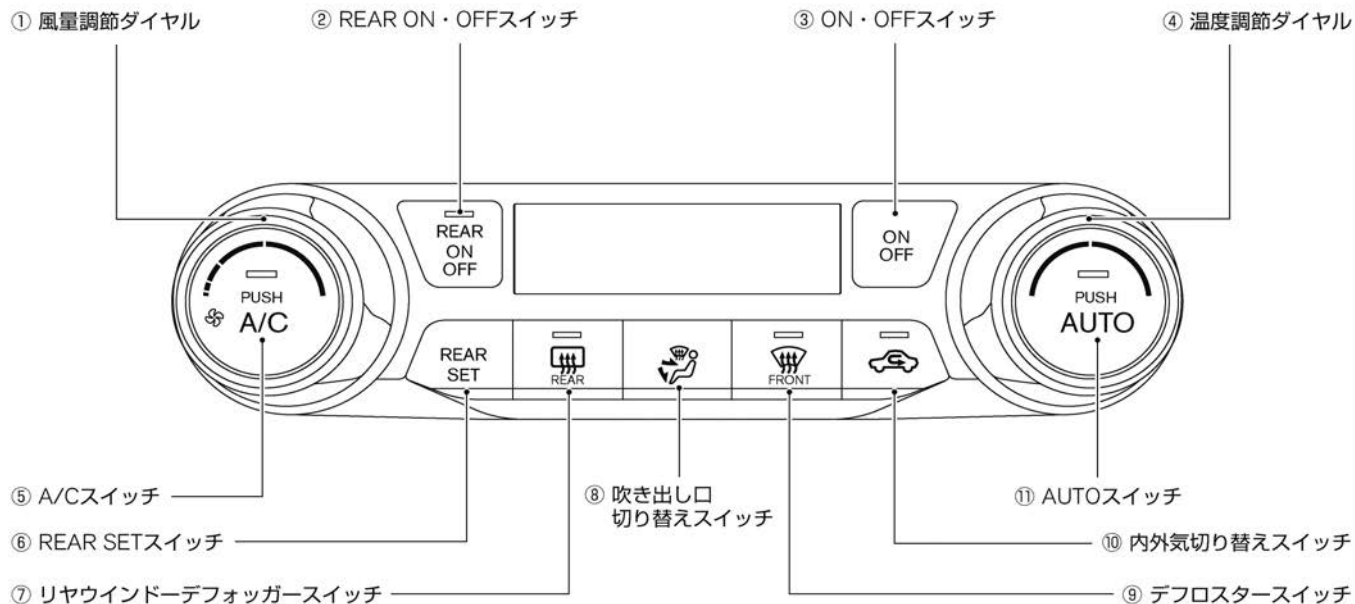 ① 風量調節ダイヤル
② REAR ON・OFFスイッチ
③ ON・OFFスイッチ
④ 温度調節ダイヤル
REAR
ON
OFF
ON
OFF
PUSH
A/C
PUSH
AUTO
REAR
SET
REAR
FRONT
⑤ A/Cスイッチ
⑥ REAR SETスイッチ
⑦ リヤウインドーデフォッガースイッチ
⑧ 吹き出し口
切り替えスイッチ
⑪ AUTOスイッチ
⑩ 内外気切り替えスイッチ
⑨ デフロスタースイッチ